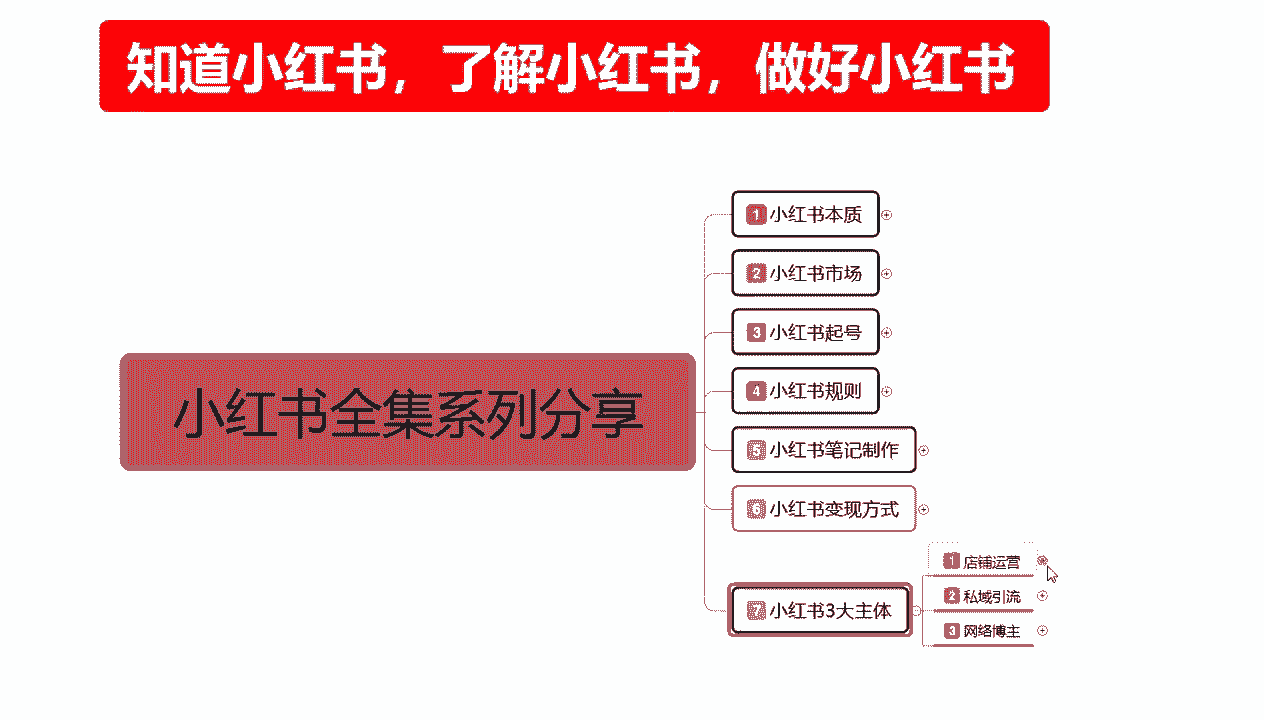 知道小红书，了解小红书，做好小红书
小红书全集系列分享
1 小红书本质
2 小红书市场
3 小红书起号
4 小红书规则
5 小红书笔记制作
6 小红书变现方式
7 小红书3大主体
1 店铺运营
2 私域引流
3 网络博主